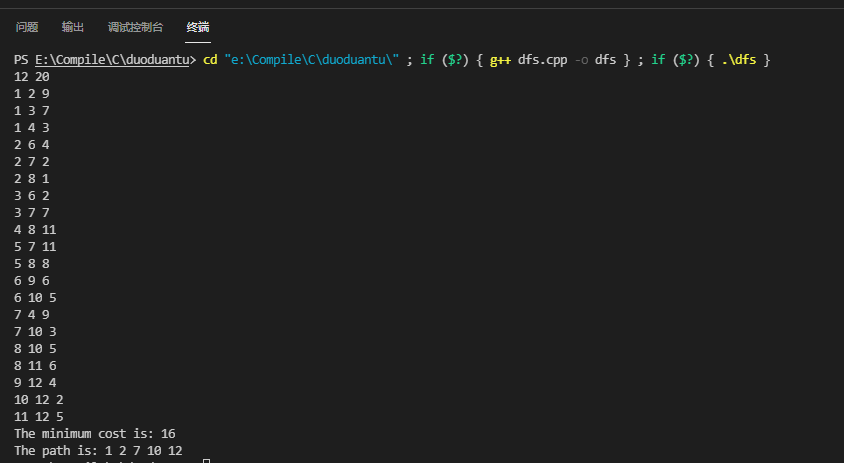 问题 输出 调试控制台 终端
PS E:\Compile\C\duoduantu> cd "e:\Compile\C\duoduantu\" ; if ($?) { g++ dfs.cpp -o dfs } ; if ($?) { .\dfs }
12 20
1 2 9
1 3 7
1 4 3
2 6 4
2 7 2
2 8 1
3 6 2
3 7 7
4 8 11
5 7 11
5 8 8
6 9 6
6 10 5
7 4 9
7 10 3
8 10 5
8 11 6
9 12 4
10 12 2
11 12 5
The minimum cost is: 16
The path is: 1 2 7 10 12